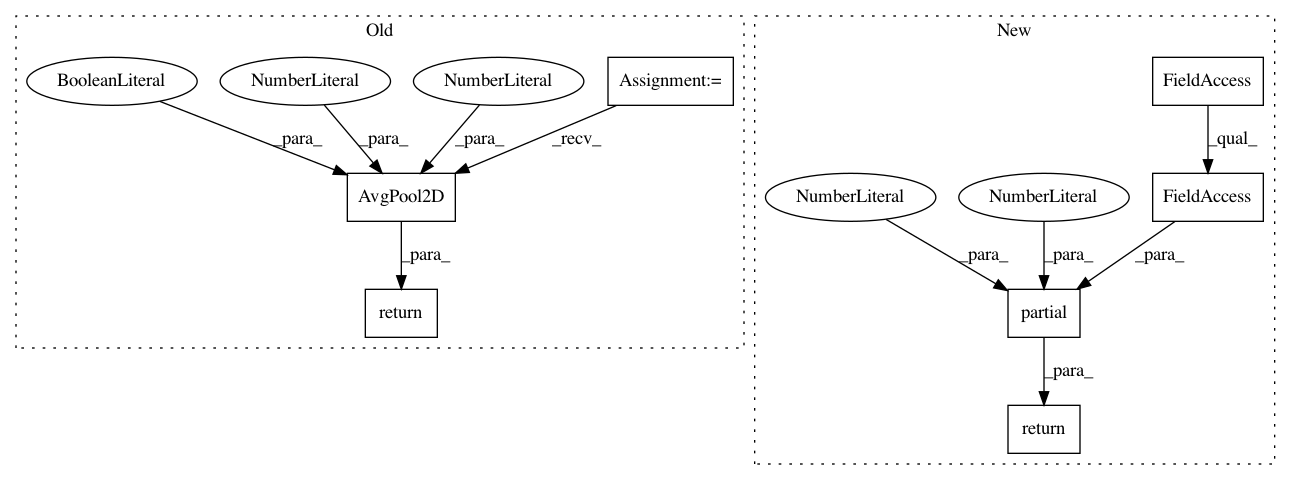 Old
New
BooleanLiteral
NumberLiteral
NumberLiteral
Assignment:=
FieldAccess
_para_
_para_
_para_
_recv_
_qual_
AvgPool2D
NumberLiteral
NumberLiteral
FieldAccess
_para_
_para_
_para_
_para_
return
partial
_para_
return